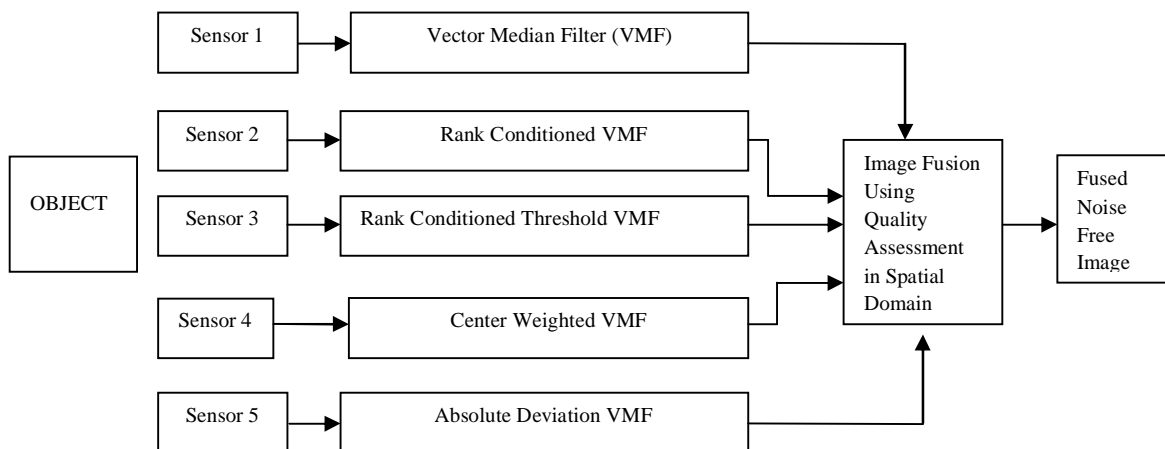 OBJECT
Sensor 1
Vector Median Filter (VMF)
Sensor 2
Rank Conditioned VMF
Sensor 3
Rank Conditioned Threshold VMF
Sensor 4
Center Weighted VMF
Sensor 5
Absolute Deviation VMF
Image Fusion
Using
Quality
Assessment
in Spatial
Domain
Fused
Noise
Free
Image